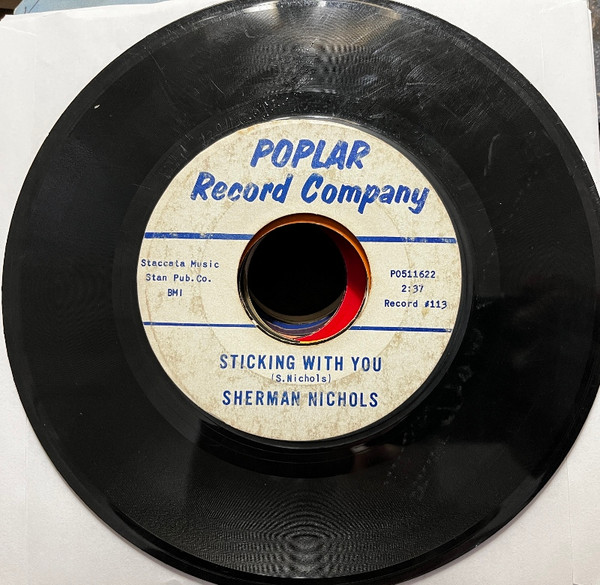 POPLAR
Record Company
Staccata Music
Stan Pub.Co.
BMI
PO511622
2:37
Record #113
STICKING WITH YOU
(S.Nichols)
SHERMAN NICHOLS